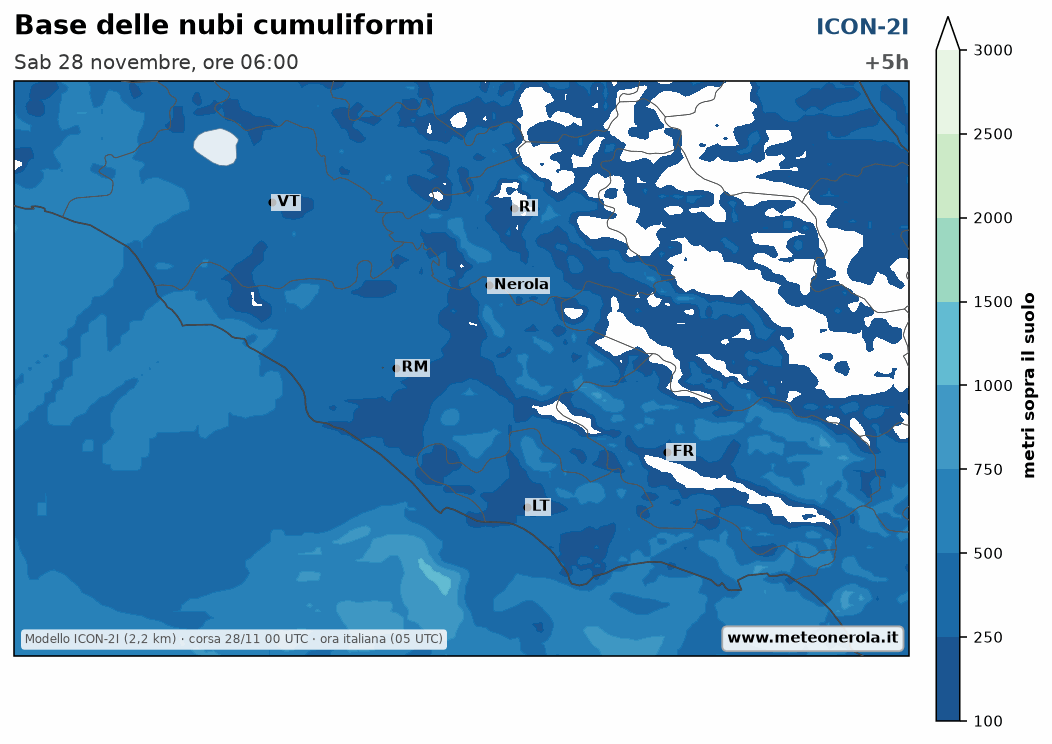 Base delle nubi cumuliformi
ICON-2I
Sab 28 novembre, ore 06:00
+5h
3000
2500
2000
1500
1000
750
500
250
100
metri sopra il suolo
VT
RI
Nerola
RM
FR
LT
Modello ICON-2I (2,2 km) · corsa 28/11 00 UTC · ora italiana (05 UTC)
www.meteonerola.it